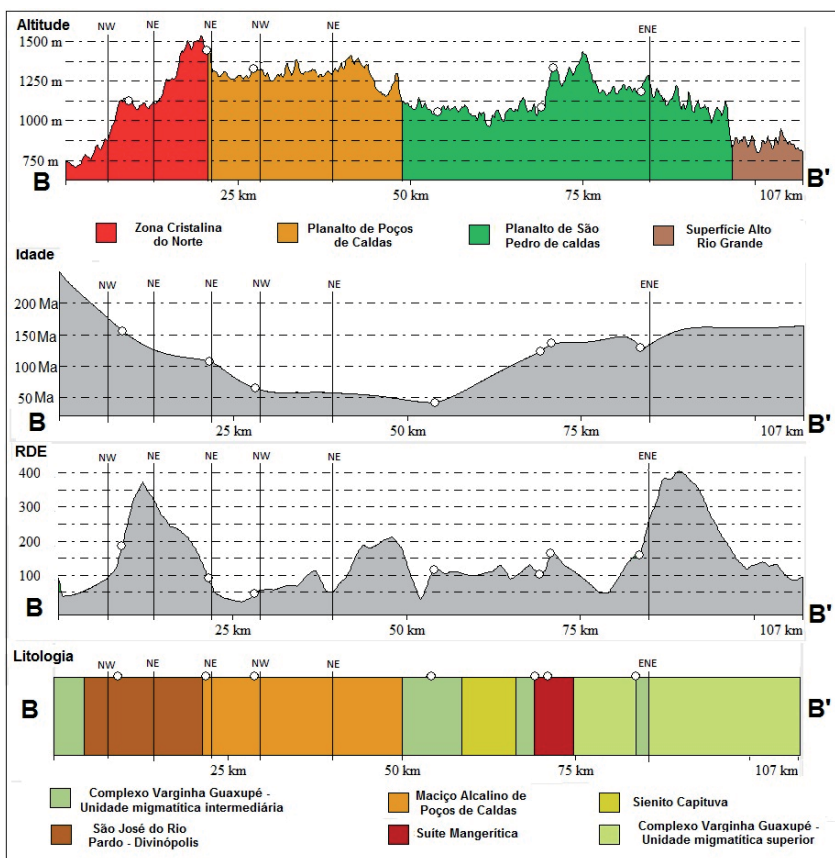 Altitude
NW NE NE NW NE ENE
1500 m
1250 m
1000 m
750 m
B B'
25 km 50 km 75 km 107 km
Zona Cristalina do Norte
Planalto de Poços de Caldas
Planalto de São Pedro de caldas
Superfície Alto Rio Grande
Idade
NW NE NE NW NE ENE
200 Ma
150 Ma
100 Ma
50 Ma
B B'
25 km 50 km 75 km 107 km
RDE
NW NE NE NW NE ENE
400
300
200
100
B B'
25 km 50 km 75 km 107 km
Litologia
NW NE NE NW NE ENE
B B'
25 km 50 km 75 km 107 km
Complexo Varginha Guaxupé - Unidade migmatítica intermediária
Maciço Alcalino de Poços de Caldas
Sienito Capituva
São José do Rio Pardo - Divinópolis
Suíte Mangerítica
Complexo Varginha Guaxupé - Unidade migmatítica superior